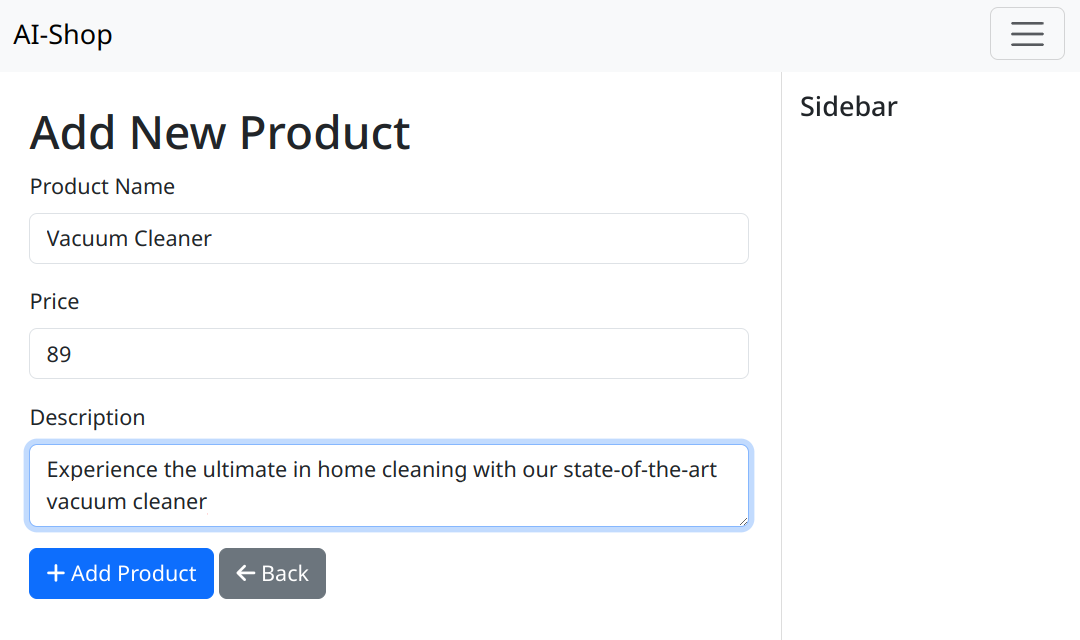 AI-Shop
Add New Product
Product Name
Vacuum Cleaner
Price
89
Description
Experience the ultimate in home cleaning with our state-of-the-art
vacuum cleaner
Add Product
Back
Sidebar